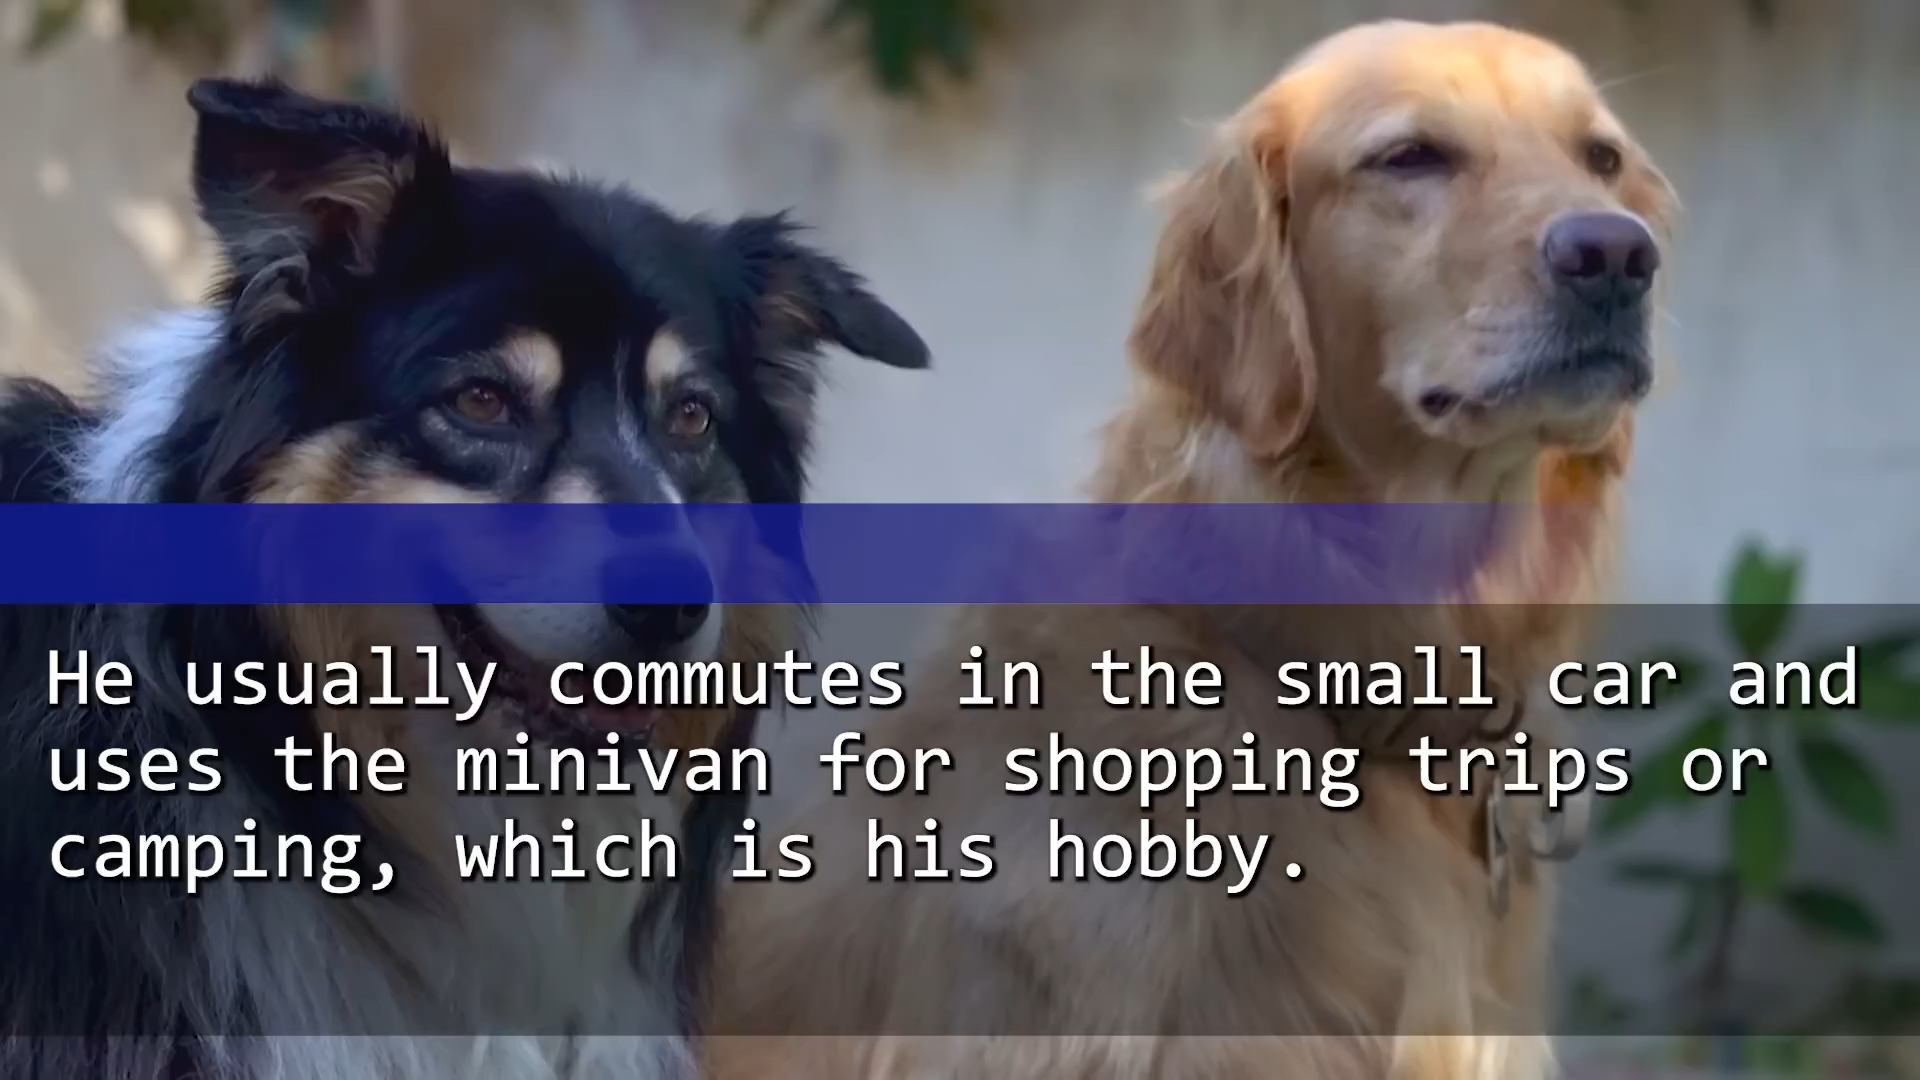 He usually commutes in the small car and
uses the minivan for shopping trips or
camping, which is his hobby.